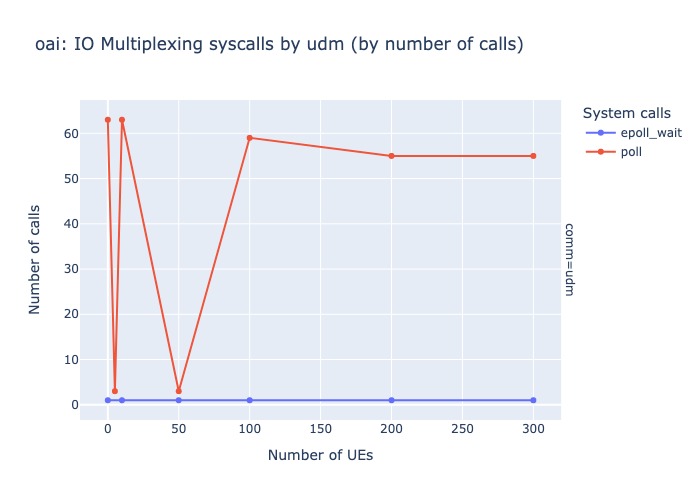 oai: IO Multiplexing syscalls by udm (by number of calls)
System calls
epoll_wait
poll
Number of calls
60
50
40
30
20
10
0
comm=udm
0 50 100 150 200 250 300
Number of UEs